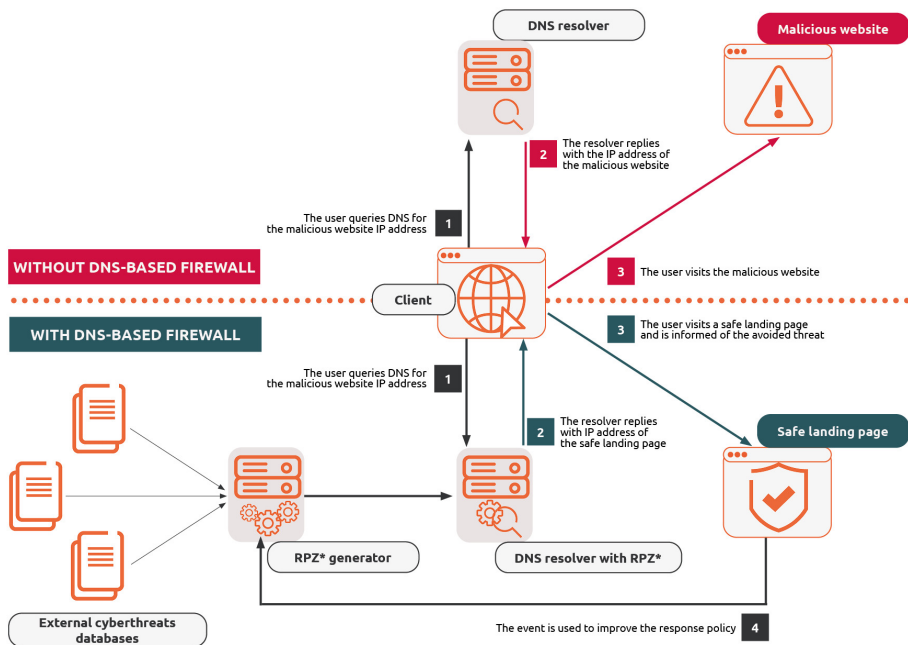 DNS resolver
Malicious website
2
The resolver replies
with the IP address of
the malicious website
The user queries DNS for
the malicious website IP address
1
WITHOUT DNS-BASED FIREWALL
3
The user visits the malicious website
Client
WITH DNS-BASED FIREWALL
3
The user visits a safe landing page
and is informed of the avoided threat
The user queries DNS for
the malicious website IP address
1
2
The resolver replies
with IP address of
the safe landing page
Safe landing page
RPZ* generator
DNS resolver with RPZ*
External cyberthreats
databases
The event is used to improve the response policy
4